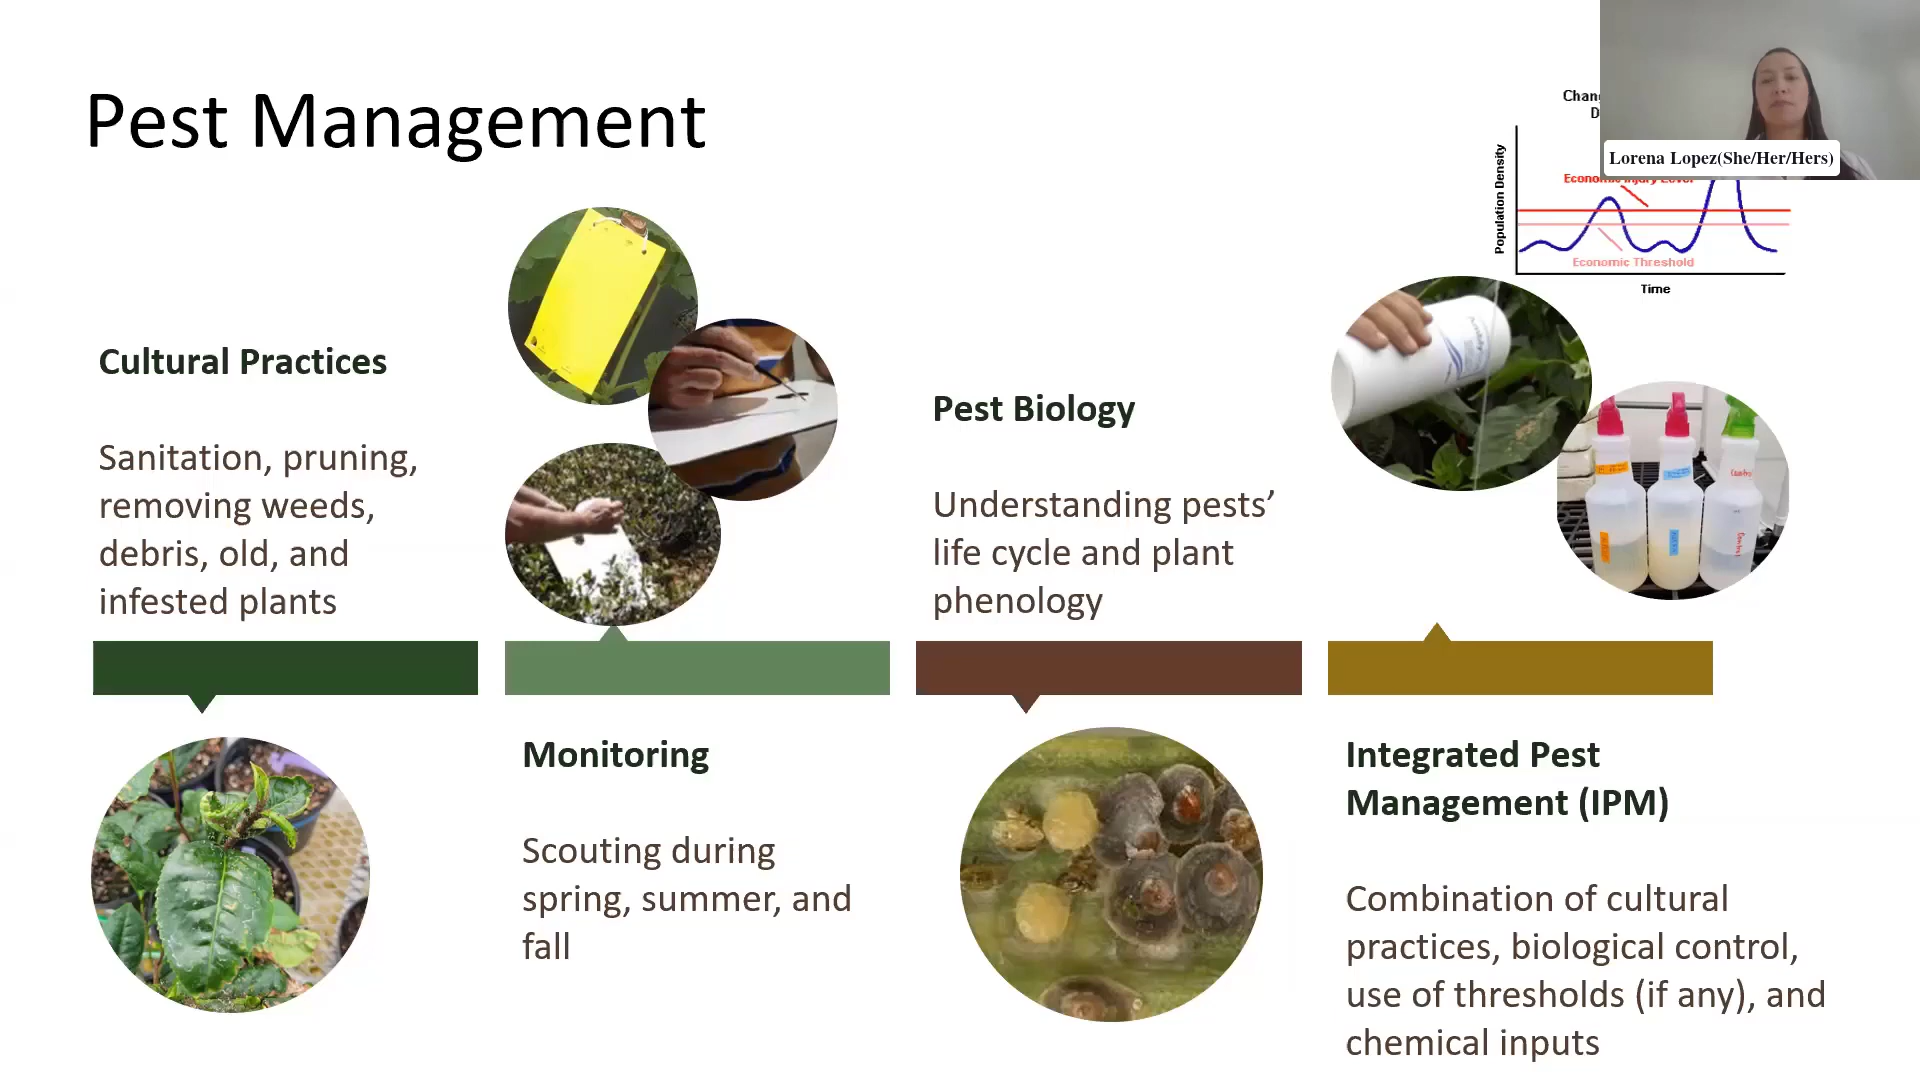 Pest Management
Lorena Lopez(She/Her/Hers)
Population Density
Economic Threshold
Time
Cultural Practices
Sanitation, pruning,
removing weeds,
debris, old, and
infested plants
Monitoring
Scouting during
spring, summer, and
fall
Pest Biology
Understanding pests’
life cycle and plant
phenology
Integrated Pest
Management (IPM)
Combination of cultural
practices, biological control,
use of thresholds (if any), and
chemical inputs